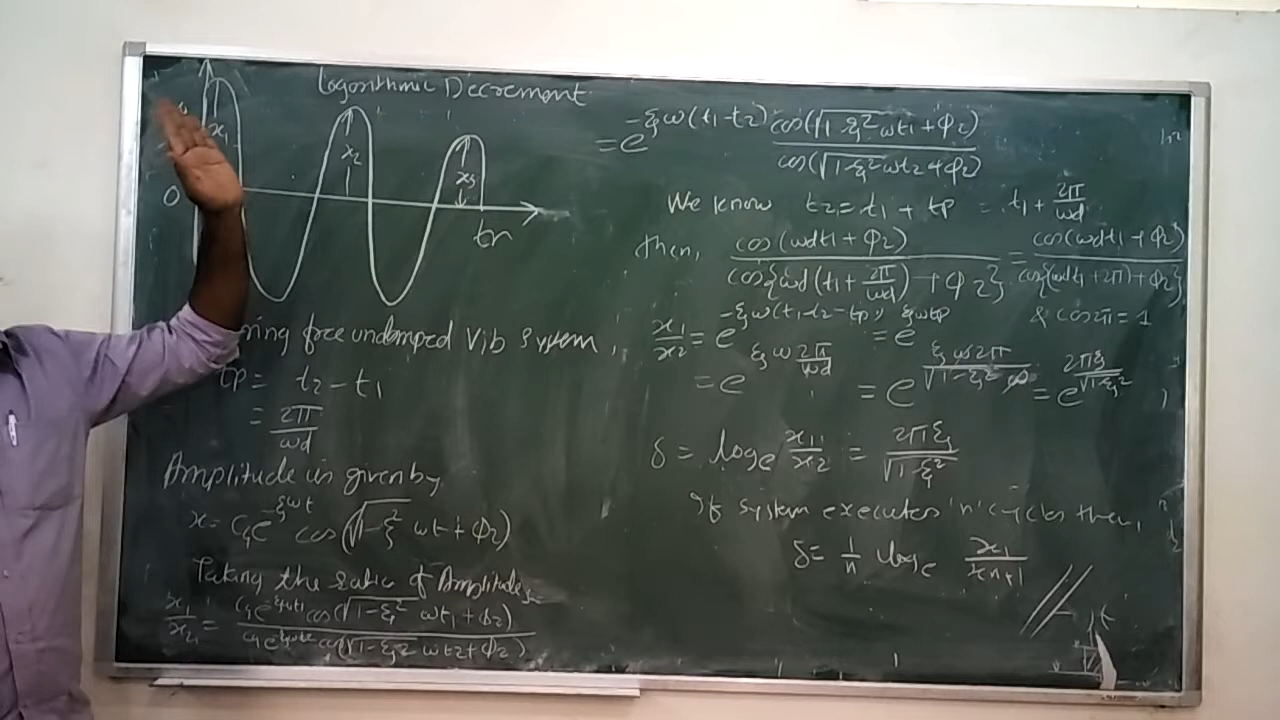 Logorithmic Decrement
x₁
x₂
x₃
0
tn
ring free undamped Vib system,
tp = t₂ - t₁
= 2π/ωd
Amplitude is given by,
x = C₁e^-ξωt cos(√1-ξ² ωt + Φ₂)
Taking the ratio of Amplitudes
x₁/x₂ = C₁e^-ξωt₁ cos(√1-ξ² ωt₁ + Φ₂) / C₁e^-ξωt₂ cos(√1-ξ² ωt₂ + Φ₂)
= e^-ξω(t₁-t₂) cos(√1-ξ² ωt₁ + Φ₂) / cos(√1-ξ² ωt₂ + Φ₂)
We know t₂ = t₁ + tp = t₁ + 2π/ωd
then, cos(ωdt₁ + Φ₂) / cos{ωd(t₁ + 2π/ωd) + Φ₂} = cos(ωdt₁ + Φ₂) / cos{(ωdt₁ + 2π) + Φ₂}
& cos2π = 1
x₁/x₂ = e^-ξω(t₁-t₂-tp) = e^ξωtp
= e^ξω 2π/ωd = e^ξω2π/√1-ξ² ω = e^2πξ/√1-ξ²
δ = logₑ x₁/x₂ = 2πξ/√1-ξ²
If system executes 'n' cycles then,
δ = 1/n logₑ x₁/xn+1